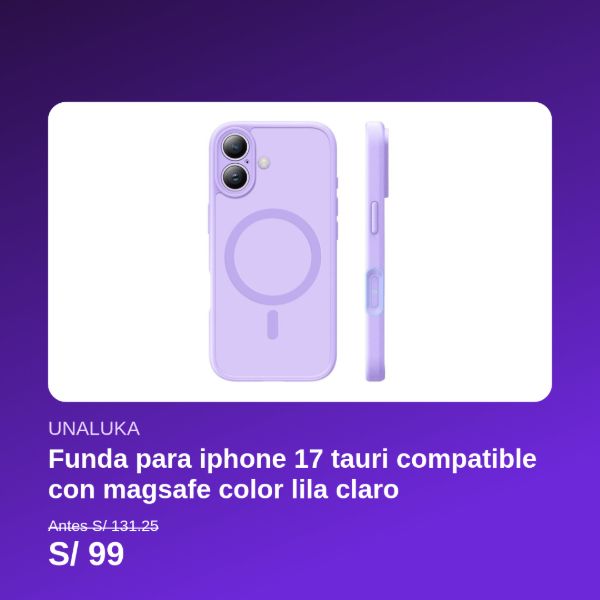 UNALUKA
Funda para iphone 17 tauri compatible
con magsafe color lila claro
Antes S/ 131.25
S/ 99